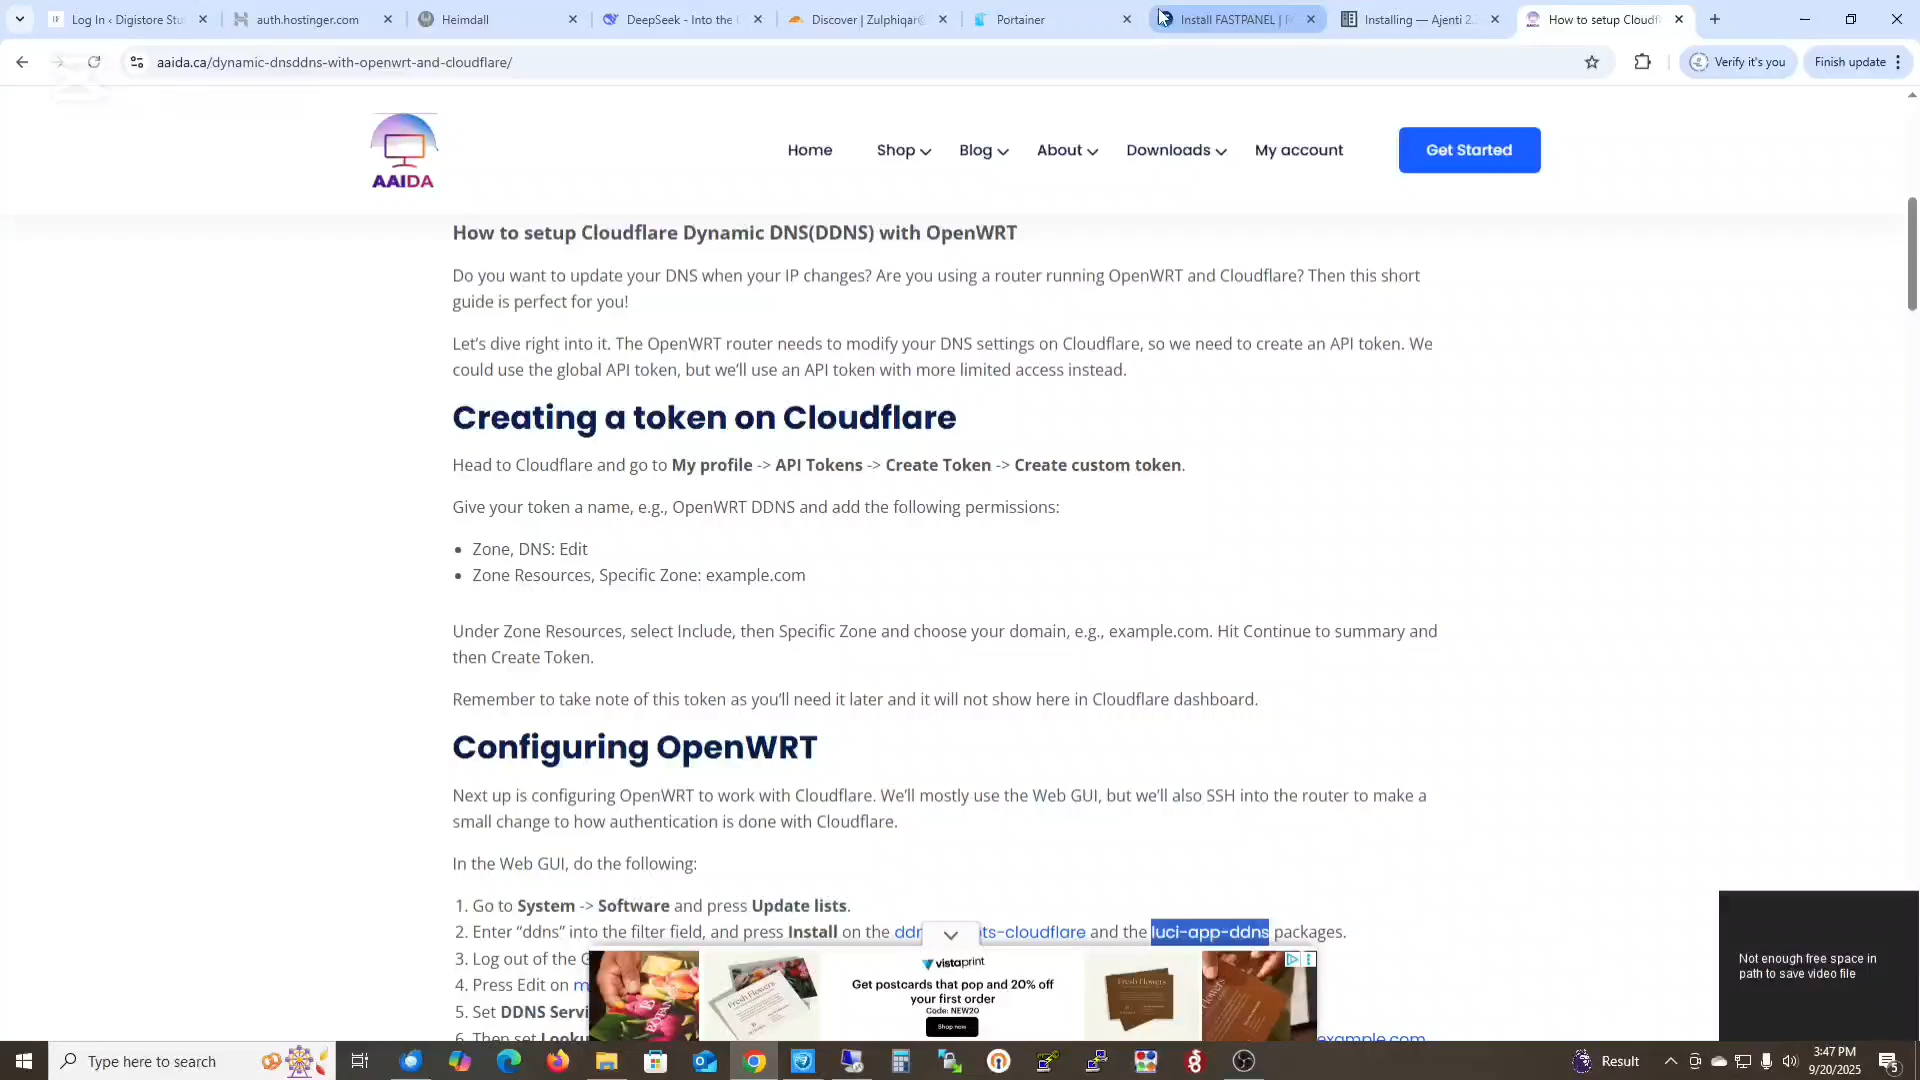 Log In ‹ Digistore Stu
auth.hostinger.com
Heimdall
DeepSeek - Into the
Discover | Zulphiqar
Portainer
Install FASTPANEL |
Installing — Ajenti 2.
How to setup Cloudf
aaida.ca/dynamic-dnsddns-with-openwrt-and-cloudflare/
Verify it's you
Finish update
AAIDA
Home
Shop
Blog
About
Downloads
My account
Get Started
How to setup Cloudflare Dynamic DNS(DDNS) with OpenWRT
Do you want to update your DNS when your IP changes? Are you using a router running OpenWRT and Cloudflare? Then this short
guide is perfect for you!
Let's dive right into it. The OpenWRT router needs to modify your DNS settings on Cloudflare, so we need to create an API token. We
could use the global API token, but we'll use an API token with more limited access instead.
Creating a token on Cloudflare
Head to Cloudflare and go to My profile -> API Tokens -> Create Token -> Create custom token.
Give your token a name, e.g., OpenWRT DDNS and add the following permissions:
• Zone, DNS: Edit
• Zone Resources, Specific Zone: example.com
Under Zone Resources, select Include, then Specific Zone and choose your domain, e.g., example.com. Hit Continue to summary and
then Create Token.
Remember to take note of this token as you'll need it later and it will not show here in Cloudflare dashboard.
Configuring OpenWRT
Next up is configuring OpenWRT to work with Cloudflare. We'll mostly use the Web GUI, but we'll also SSH into the router to make a
small change to how authentication is done with Cloudflare.
In the Web GUI, do the following:
1. Go to System -> Software and press Update lists.
2. Enter “ddns” into the filter field, and press Install on the ddn ts-cloudflare and the luci-app-ddns packages.
3. Log out of the G
4. Press Edit on m
5. Set DDNS Servi
6. Then set Looku example.com
vistaprint
Get postcards that pop and 20% off
your first order
Code: NEW20
Shop now
Not enough free space in
path to save video file
Type here to search
Result
3:47 PM
9/20/2025
5